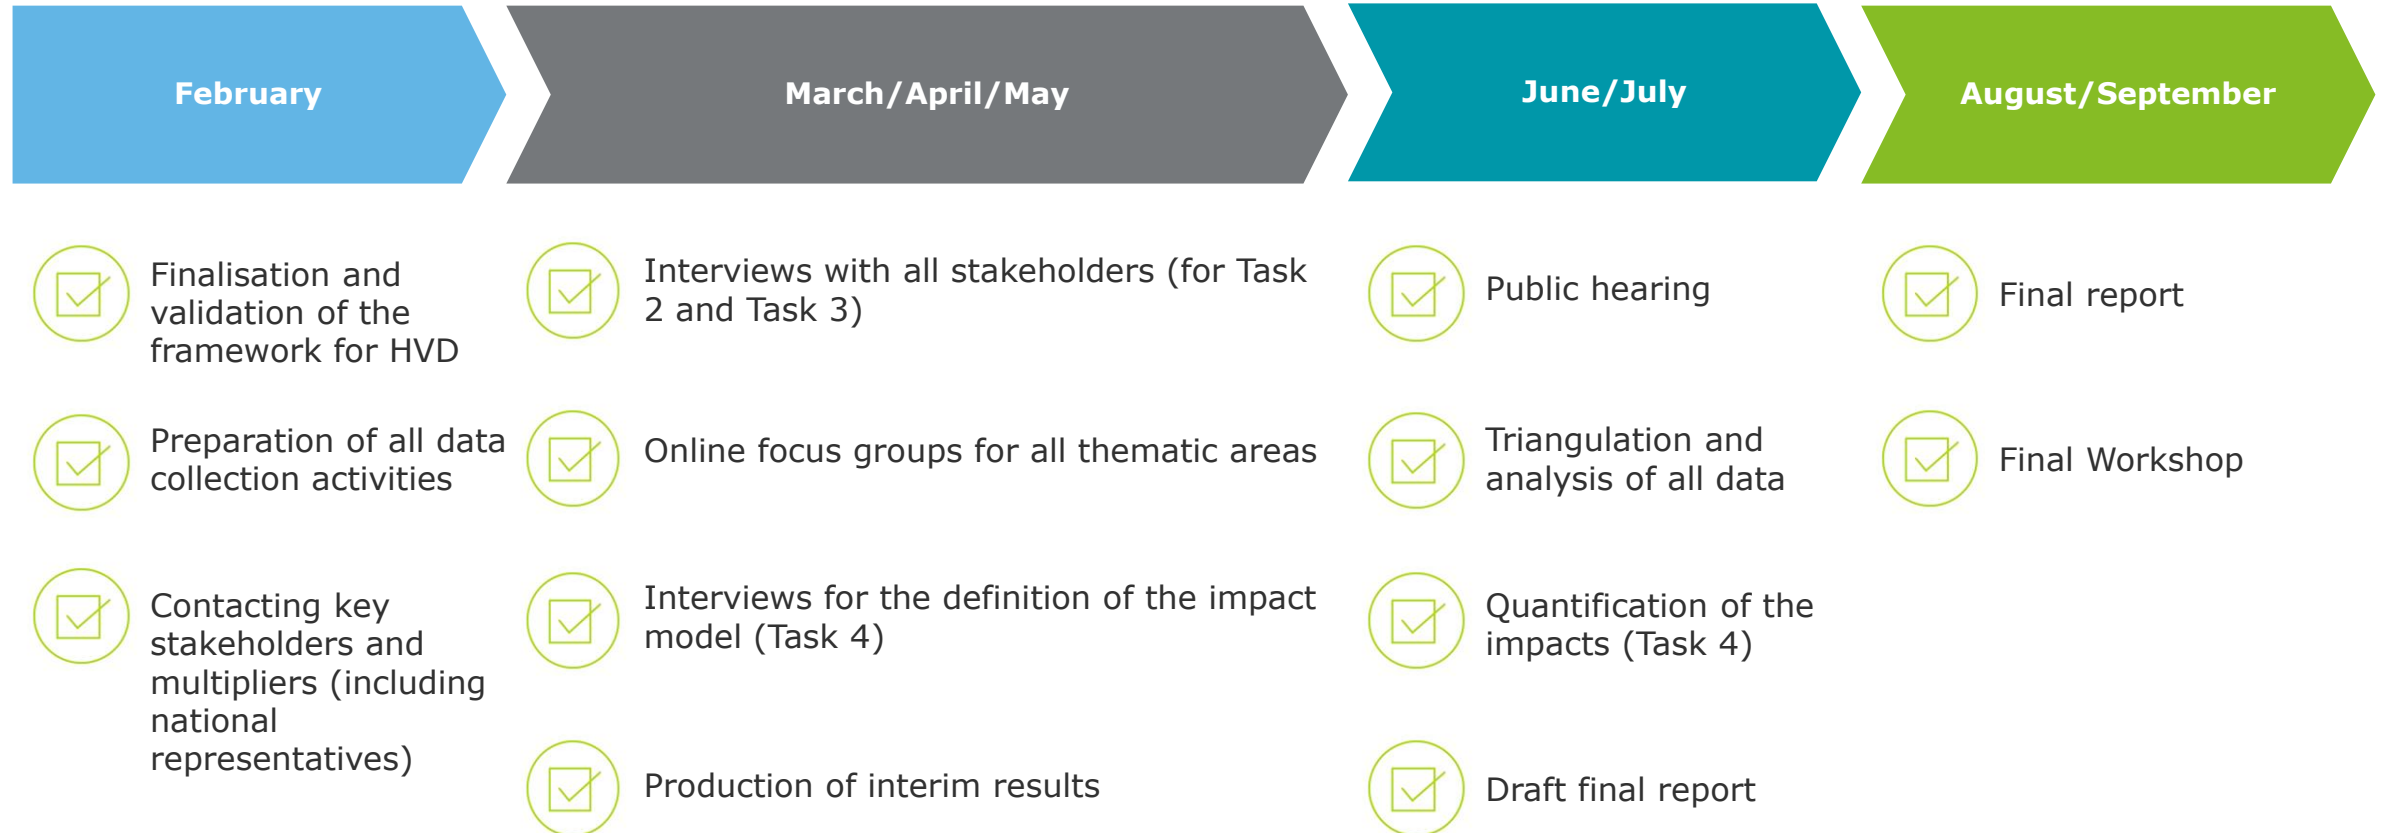 February
March/April/May
June/July
August/September
Finalisation and
validation of the
framework for HVD
Preparation of all data
collection activities
Contacting key
stakeholders and
multipliers (including
national
representatives)
Interviews with all stakeholders (for Task
2 and Task 3)
Online focus groups for all thematic areas
Interviews for the definition of the impact
model (Task 4)
Production of interim results
Public hearing
Triangulation and
analysis of all data
Quantification of the
impacts (Task 4)
Draft final report
Final report
Final Workshop